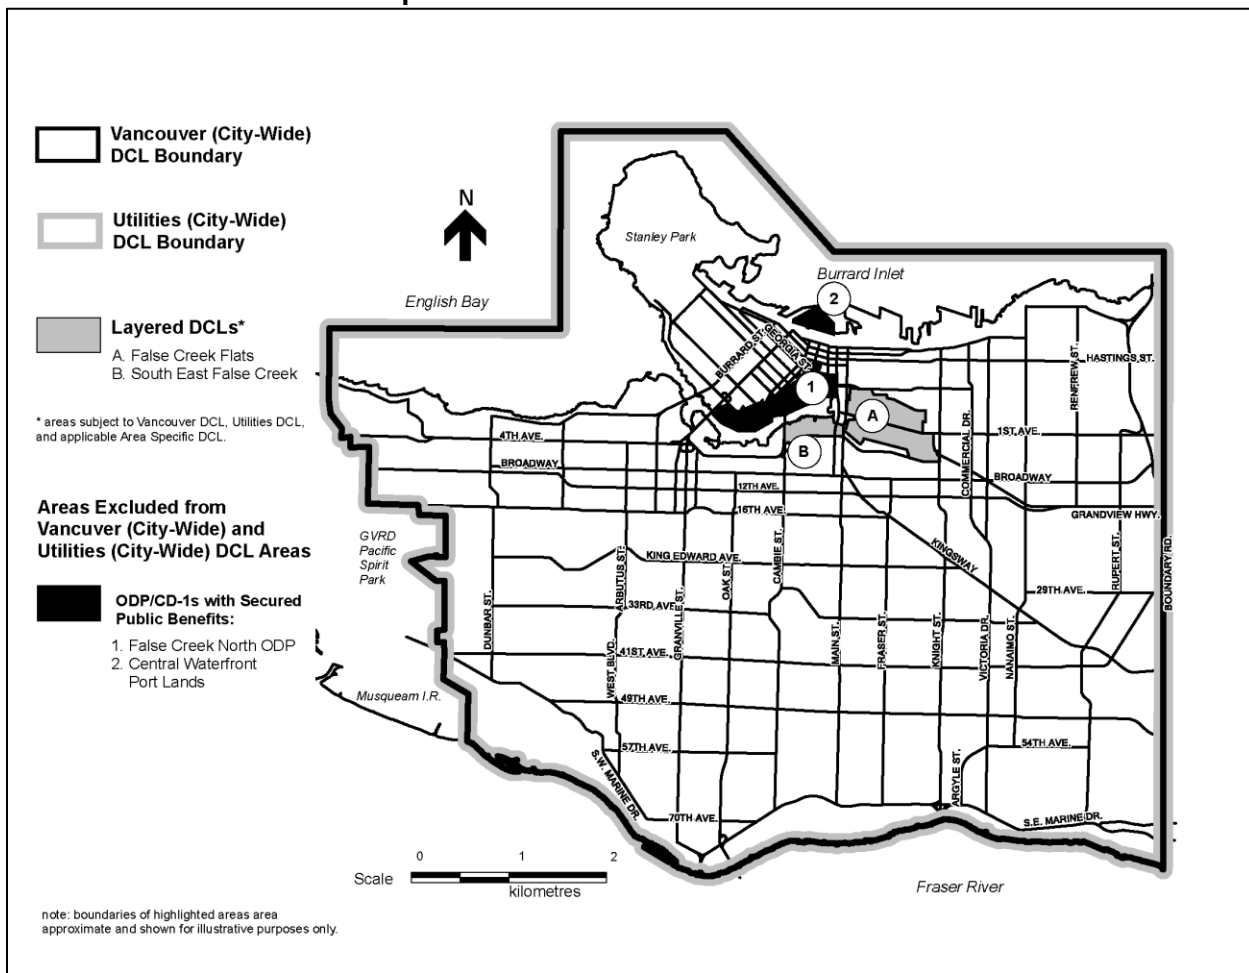 Vancouver (City-Wide)
DCL Boundary
Utilities (City-Wide)
DCL Boundary
Layered DCLs*
A. False Creek Flats
B. South East False Creek
* areas subject to Vancouver DCL, Utilities DCL,
and applicable Area Specific DCL.
Areas Excluded from
Vancuver (City-Wide) and
Utilities (City-Wide) DCL Areas
ODP/CD-1s with Secured
Public Benefits:
1. False Creek North ODP
2. Central Waterfront
Port Lands
note: boundaries of highlighted areas area
approximate and shown for illustrative purposes only.
N
Stanley Park
English Bay
Burrard Inlet
2
1
A
B
BURRARD ST.
GEORGIA ST.
HASTINGS ST.
RENFREW ST.
COMMERCIAL DR.
1ST AVE.
4TH AVE.
BROADWAY
BROADWAY
12TH AVE.
16TH AVE.
GRANDVIEW HWY.
GVRD
Pacific
Spirit
Park
KING EDWARD AVE.
KINGSWAY
RUPERT ST.
BOUNDARY RD.
29TH AVE.
33RD AVE.
41ST AVE.
49TH AVE.
57TH AVE.
54TH AVE.
70TH AVE.
DUNBAR ST.
ARBUTUS ST.
WEST BLVD.
GRANVILLE ST.
OAK ST.
CAMBIE ST.
MAIN ST.
FRASER ST.
KNIGHT ST.
VICTORIA DR.
NANAIMO ST.
ARGYLE ST.
Musqueam I.R.
S.W. MARINE DR.
S.E. MARINE DR.
Fraser River
0 1 2
Scale
kilometres